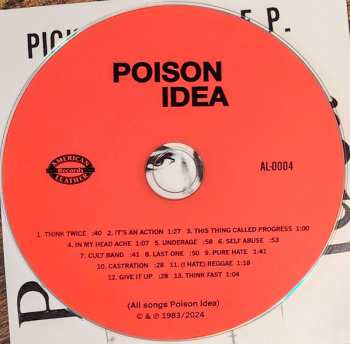 PICK E.P.
POISON
IDEA
AMERICAN
Records
LEATHER
AL-0004
1. THINK TWICE :40 2. IT'S AN ACTION 1:27 3. THIS THING CALLED PROGRESS 1:00
4. IN MY HEAD ACHE 1:07 5. UNDERAGE :58 6. SELF ABUSE :53
7. CULT BAND :41 8. LAST ONE :50 9. PURE HATE :41
10. CASTRATION :28 11. (I HATE) REGGAE 1:18
12. GIVE IT UP :28 13. THINK FAST 1:04
(All songs Poison Idea)
© & ℗ 1983/2024